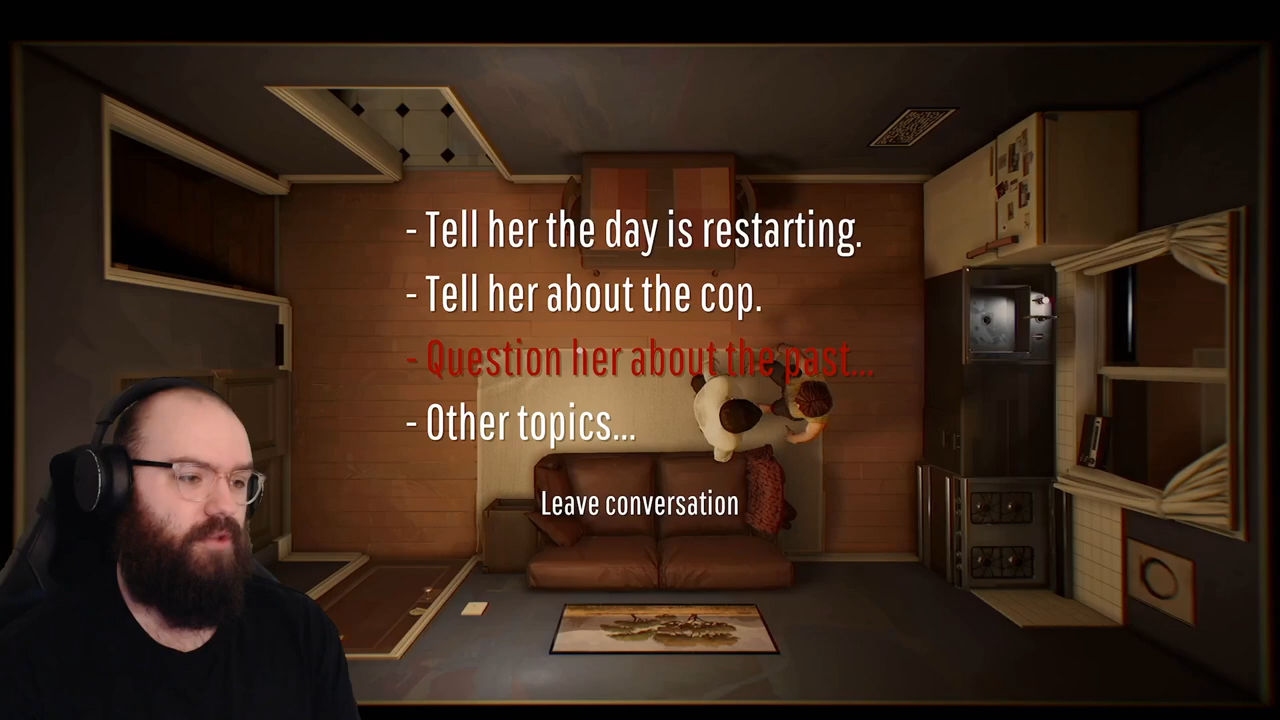 - Tell her the day is restarting.
- Tell her about the cop.
- Question her about the past...
- Other topics...
Leave conversation